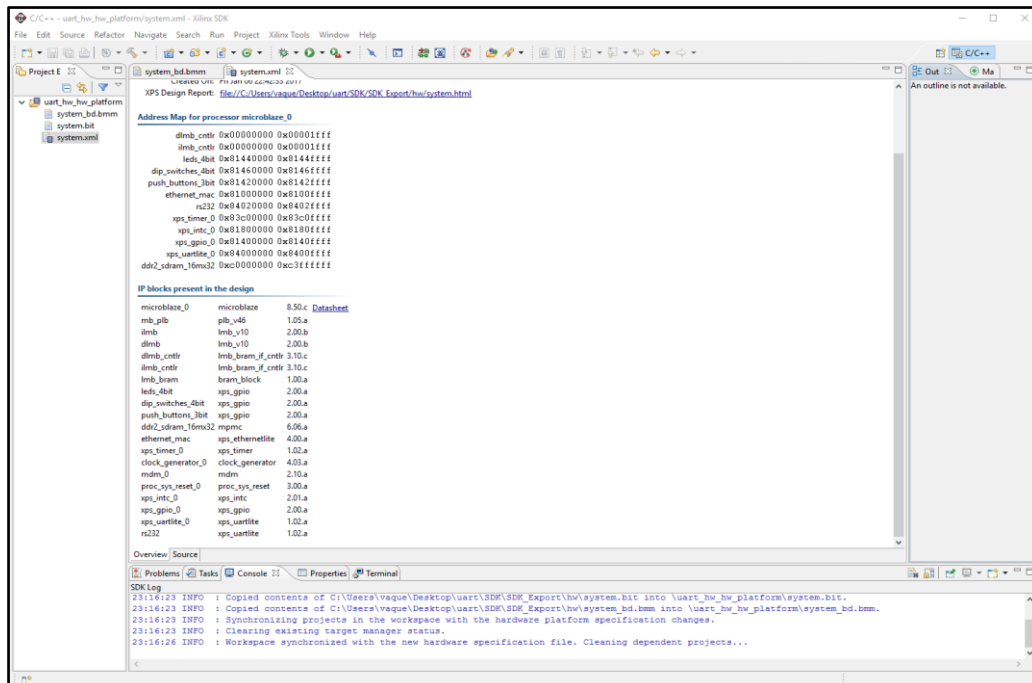 C/C++ - uart_hw_hw_platform/system.xml - Xilinx SDK
File Edit Source Refactor Navigate Search Run Project Xilinx Tools Window Help
C/C++
Project E
system_bd.bmm system.xml
Out Ma
uart_hw_hw_platform
system_bd.bmm
system.bit
system.xml
An outline is not available.
Created On: Fri Jan 06 22:42:55 2017
XPS Design Report: file://C:/Users/vaque/Desktop/uart/SDK/SDK_Export/hw/system.html
Address Map for processor microblaze_0
dlmb_cntlr 0x00000000 0x00001fff
ilmb_cntlr 0x00000000 0x00001fff
leds_4bit 0x81440000 0x8144ffff
dip_switches_4bit 0x81460000 0x8146ffff
push_buttons_3bit 0x81420000 0x8142ffff
ethernet_mac 0x81000000 0x8100ffff
rs232 0x84020000 0x8402ffff
xps_timer_0 0x83c00000 0x83c0ffff
xps_intc_0 0x81800000 0x8180ffff
xps_gpio_0 0x81400000 0x8140ffff
xps_uartlite_0 0x84000000 0x8400ffff
ddr2_sdram_16mx32 0xc0000000 0xc3ffffff
IP blocks present in the design
microblaze_0 microblaze 8.50.c Datasheet
mb_plb plb_v46 1.05.a
ilmb lmb_v10 2.00.b
dlmb lmb_v10 2.00.b
dlmb_cntlr lmb_bram_if_cntlr 3.10.c
ilmb_cntlr lmb_bram_if_cntlr 3.10.c
lmb_bram bram_block 1.00.a
leds_4bit xps_gpio 2.00.a
dip_switches_4bit xps_gpio 2.00.a
push_buttons_3bit xps_gpio 2.00.a
ddr2_sdram_16mx32 mpmc 6.06.a
ethernet_mac xps_ethernetlite 4.00.a
xps_timer_0 xps_timer 1.02.a
clock_generator_0 clock_generator 4.03.a
mdm_0 mdm 2.10.a
proc_sys_reset_0 proc_sys_reset 3.00.a
xps_intc_0 xps_intc 2.01.a
xps_gpio_0 xps_gpio 2.00.a
xps_uartlite_0 xps_uartlite 1.02.a
rs232 xps_uartlite 1.02.a
Overview Source
Problems Tasks Console Properties Terminal
SDK Log
23:16:23 INFO : Copied contents of C:\Users\vaque\Desktop\uart\SDK\SDK_Export\hw\system.bit into \uart_hw_hw_platform\system.bit.
23:16:23 INFO : Copied contents of C:\Users\vaque\Desktop\uart\SDK\SDK_Export\hw\system_bd.bmm into \uart_hw_hw_platform\system_bd.bmm.
23:16:23 INFO : Synchronizing projects in the workspace with the hardware platform specification changes.
23:16:23 INFO : Clearing existing target manager status.
23:16:26 INFO : Workspace synchronized with the new hardware specification file. Cleaning dependent projects...